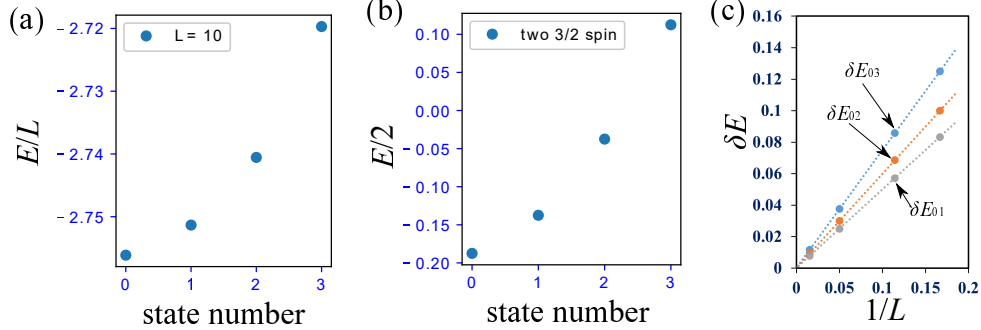 (a)
E/L
−2.72
−2.73
−2.74
−2.75
L = 10
0 1 2 3
state number
(b)
E/2
0.10
0.05
0.00
−0.05
−0.10
−0.15
−0.20
two 3/2 spin
0 1 2 3
state number
(c)
δE
0.16
0.14
0.12
0.1
0.08
0.06
0.04
0.02
0
δE03
δE02
δE01
0 0.05 0.1 0.15 0.2
1/L